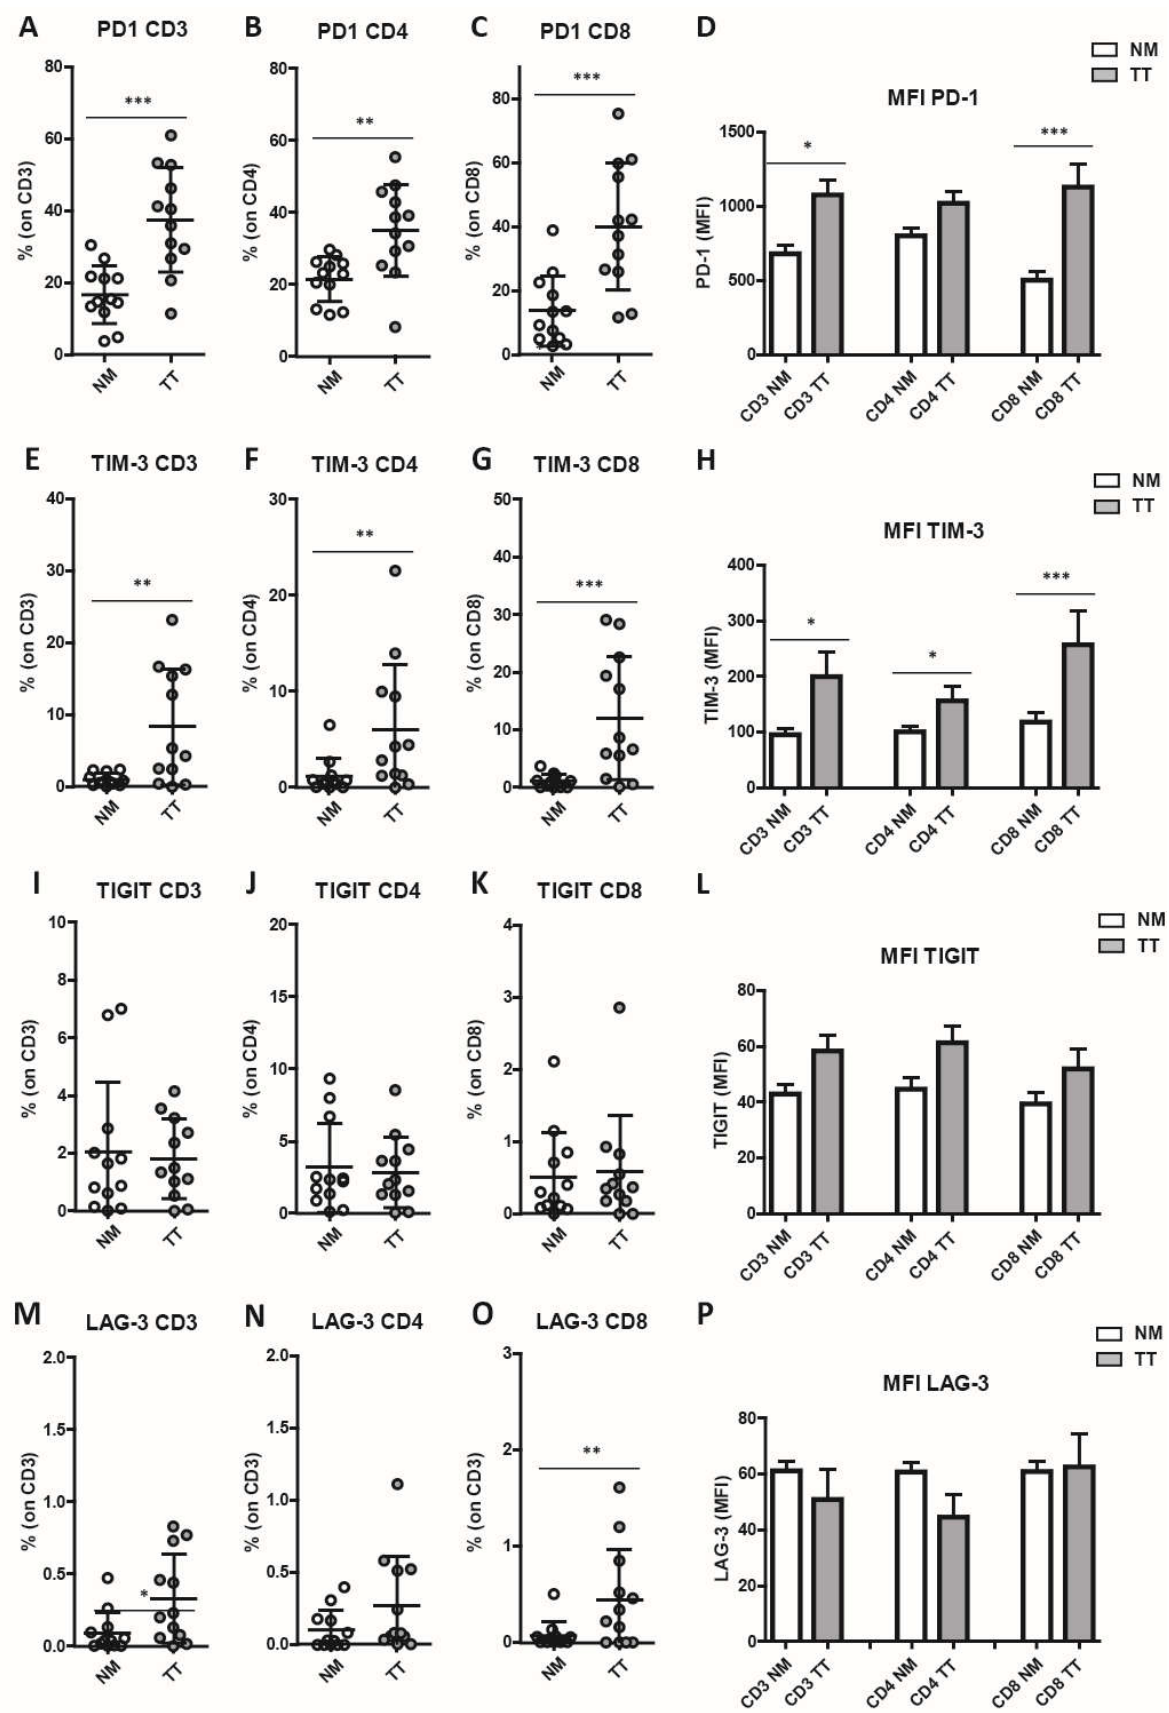 A PD1 CD3
***
80
60
40
20
0
% (on CD3)
NM TT
B PD1 CD4
**
80
60
40
20
0
% (on CD4)
NM TT
C PD1 CD8
***
80
60
40
20
0
% (on CD8)
NM TT
D
NM
TT
MFI PD-1
* ***
1500
1000
500
0
PD-1 (MFI)
CD3 NM CD3 TT CD4 NM CD4 TT CD8 NM CD8 TT
E TIM-3 CD3
**
40
30
20
10
0
% (on CD3)
NM TT
F TIM-3 CD4
**
30
20
10
0
% (on CD4)
NM TT
G TIM-3 CD8
***
50
40
30
20
10
0
% (on CD8)
NM TT
H
NM
TT
MFI TIM-3
* * ***
400
300
200
100
0
TIM-3 (MFI)
CD3 NM CD3 TT CD4 NM CD4 TT CD8 NM CD8 TT
I TIGIT CD3
10
8
6
4
2
0
% (on CD3)
NM TT
J TIGIT CD4
20
15
10
5
0
% (on CD4)
NM TT
K TIGIT CD8
4
3
2
1
0
% (on CD8)
NM TT
L
NM
TT
MFI TIGIT
80
60
40
20
0
TIGIT (MFI)
CD3 NM CD3 TT CD4 NM CD4 TT CD8 NM CD8 TT
M LAG-3 CD3
2.0
1.5
1.0
0.5
0.0
*
% (on CD3)
NM TT
N LAG-3 CD4
2.0
1.5
1.0
0.5
0.0
% (on CD3)
NM TT
O LAG-3 CD8
**
3
2
1
0
% (on CD3)
NM TT
P
NM
TT
MFI LAG-3
80
60
40
20
0
LAG-3 (MFI)
CD3 NM CD3 TT CD4 NM CD4 TT CD8 NM CD8 TT